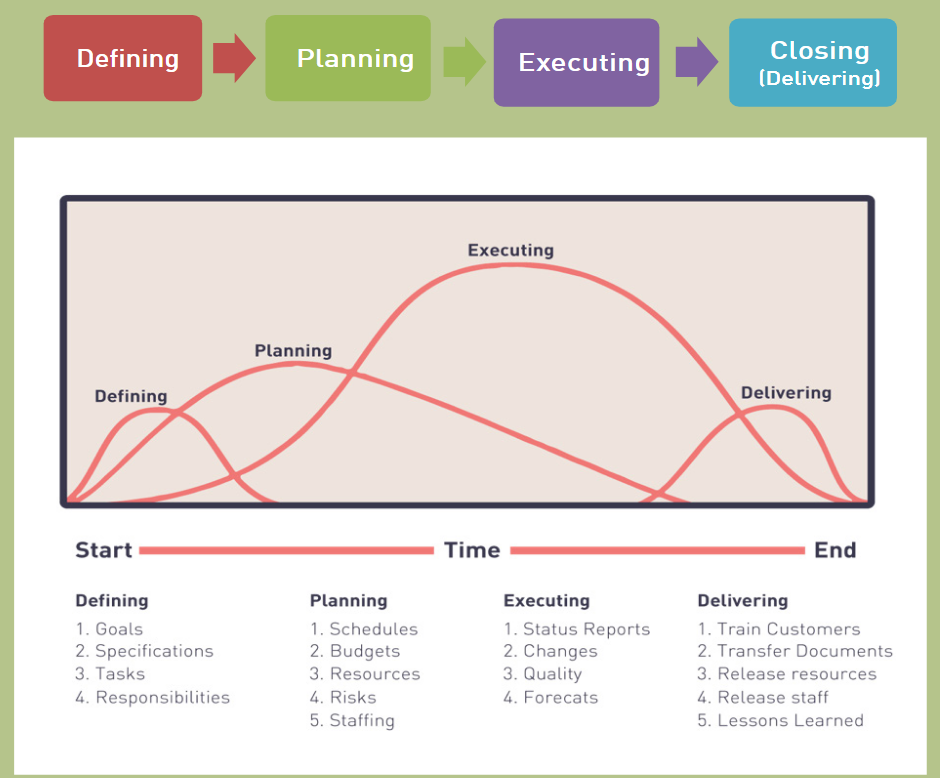 Defining
Planning
Executing
Closing
(Delivering)
Executing
Planning
Defining
Delivering
Start
Time
End
Defining
1. Goals
2. Specifications
3. Tasks
4. Responsibilities
Planning
1. Schedules
2. Budgets
3. Resources
4. Risks
5. Staffing
Executing
1. Status Reports
2. Changes
3. Quality
4. Forecats
Delivering
1. Train Customers
2. Transfer Documents
3. Release resources
4. Release staff
5. Lessons Learned